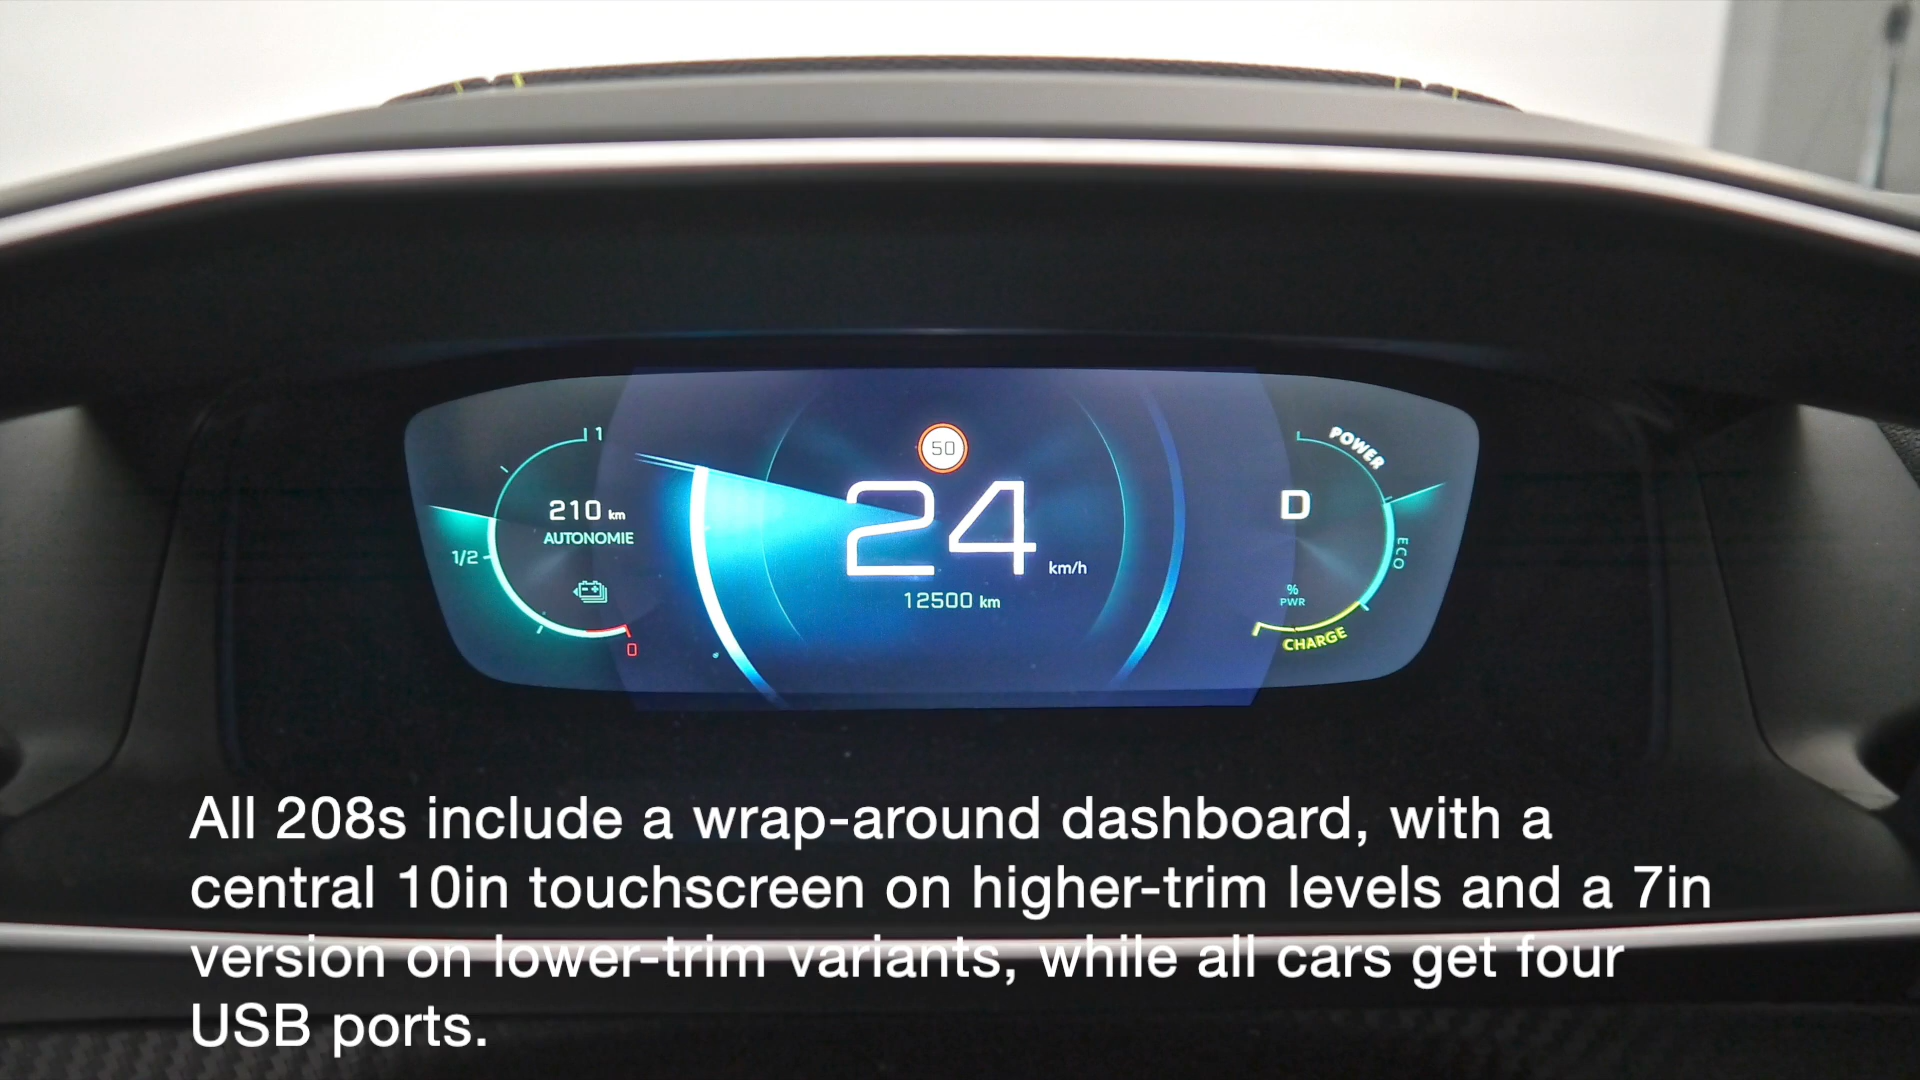 1
50
POWER
210 km
AUTONOMIE
24
km/h
D
1/2
ECO
12500 km
%
PWR
0
CHARGE
All 208s include a wrap-around dashboard, with a
central 10in touchscreen on higher-trim levels and a 7in
version on lower-trim variants, while all cars get four
USB ports.